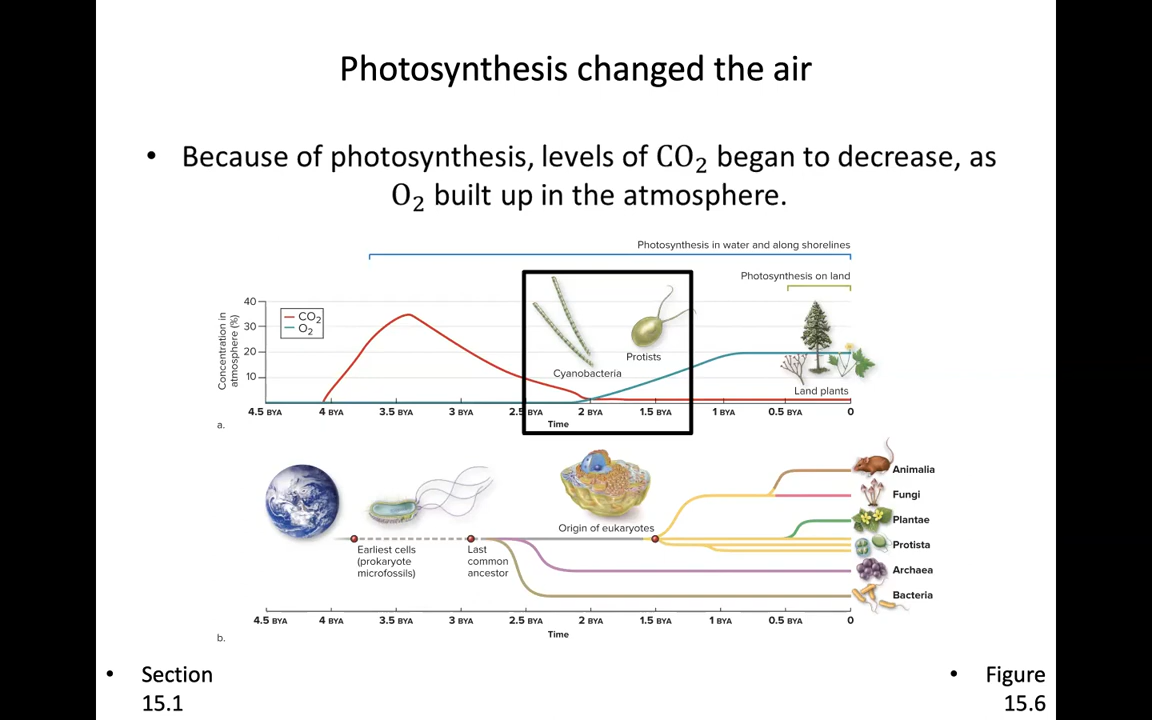 Photosynthesis changed the air
• Because of photosynthesis, levels of CO₂ began to decrease, as
O₂ built up in the atmosphere.
Photosynthesis in water and along shorelines
Photosynthesis on land
Concentration in
atmosphere (%)
40
30
20
10
CO₂
O₂
Cyanobacteria
Protists
Land plants
4.5 BYA 4 BYA 3.5 BYA 3 BYA 2.5 BYA 2 BYA 1.5 BYA 1 BYA 0.5 BYA 0
Time
a.
Earliest cells
(prokaryote
microfossils)
Last
common
ancestor
Origin of eukaryotes
Animalia
Fungi
Plantae
Protista
Archaea
Bacteria
4.5 BYA 4 BYA 3.5 BYA 3 BYA 2.5 BYA 2 BYA 1.5 BYA 1 BYA 0.5 BYA 0
Time
b.
• Section
15.1
• Figure
15.6